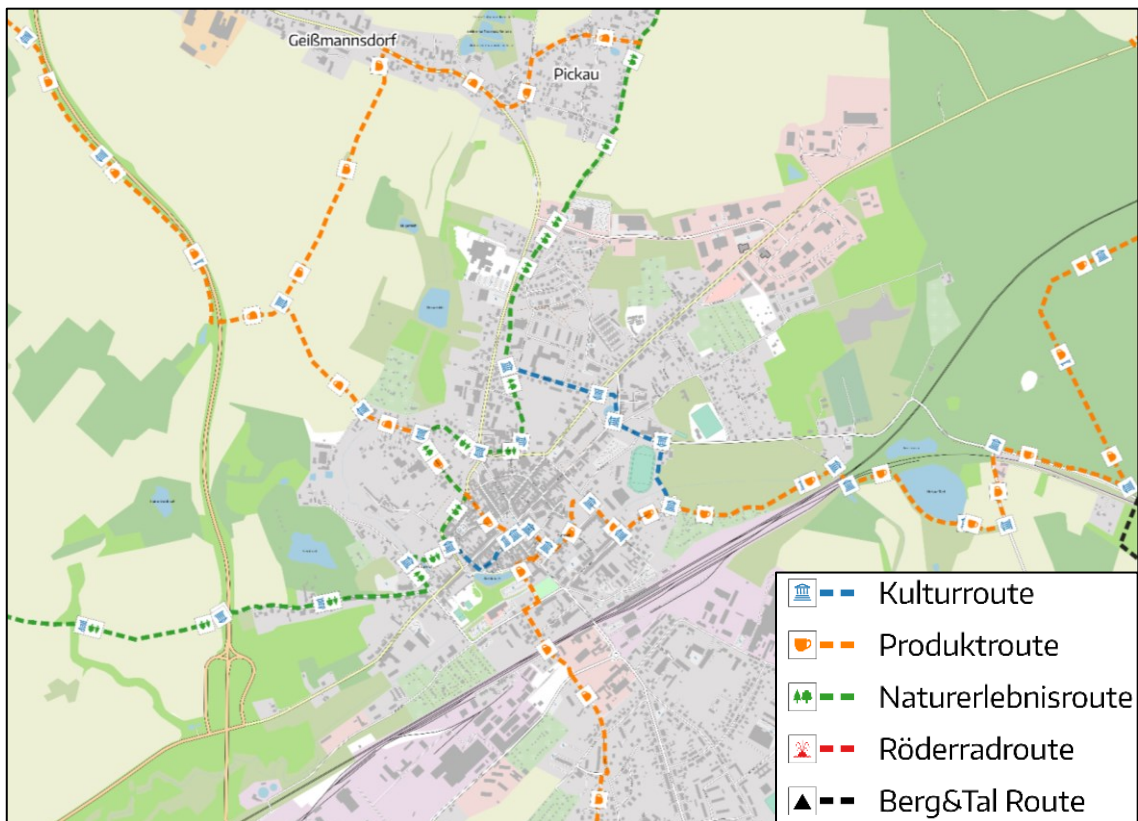 Geißmannsdorf
Pickau
Kulturroute
Produktroute
Naturerlebnisroute
Röderradroute
Berg&Tal Route